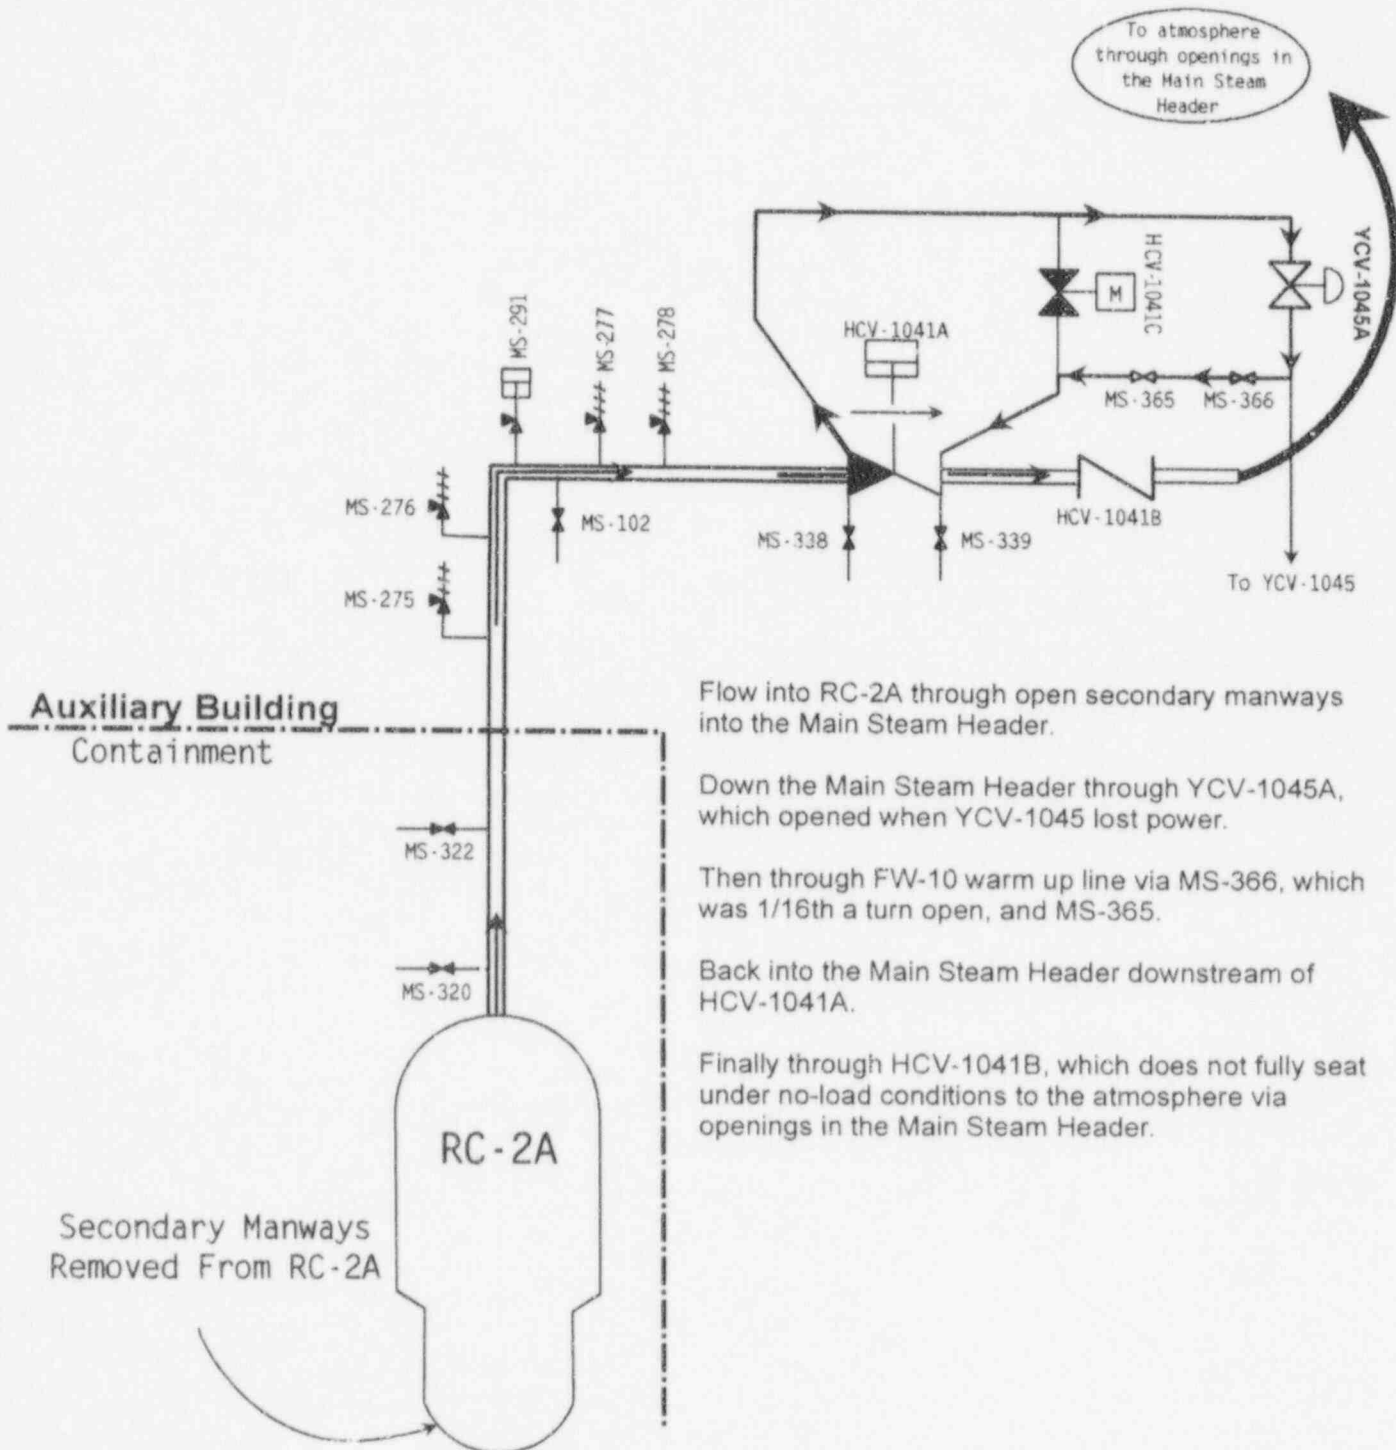 To atmosphere
through openings in
the Main Steam
Header
YCV-1045A
HCV-1041C
M
HCV-1041A
MS-291
MS-277
MS-278
MS-365
MS-366
MS-276
MS-102
MS-338
MS-339
HCV-1041B
To YCV-1045
MS-275
Auxiliary Building
Containment
MS-322
MS-320
RC-2A
Secondary Manways
Removed From RC-2A
Flow into RC-2A through open secondary manways
into the Main Steam Header.
Down the Main Steam Header through YCV-1045A,
which opened when YCV-1045 lost power.
Then through FW-10 warm up line via MS-366, which
was 1/16th a turn open, and MS-365.
Back into the Main Steam Header downstream of
HCV-1041A.
Finally through HCV-1041B, which does not fully seat
under no-load conditions to the atmosphere via
openings in the Main Steam Header.